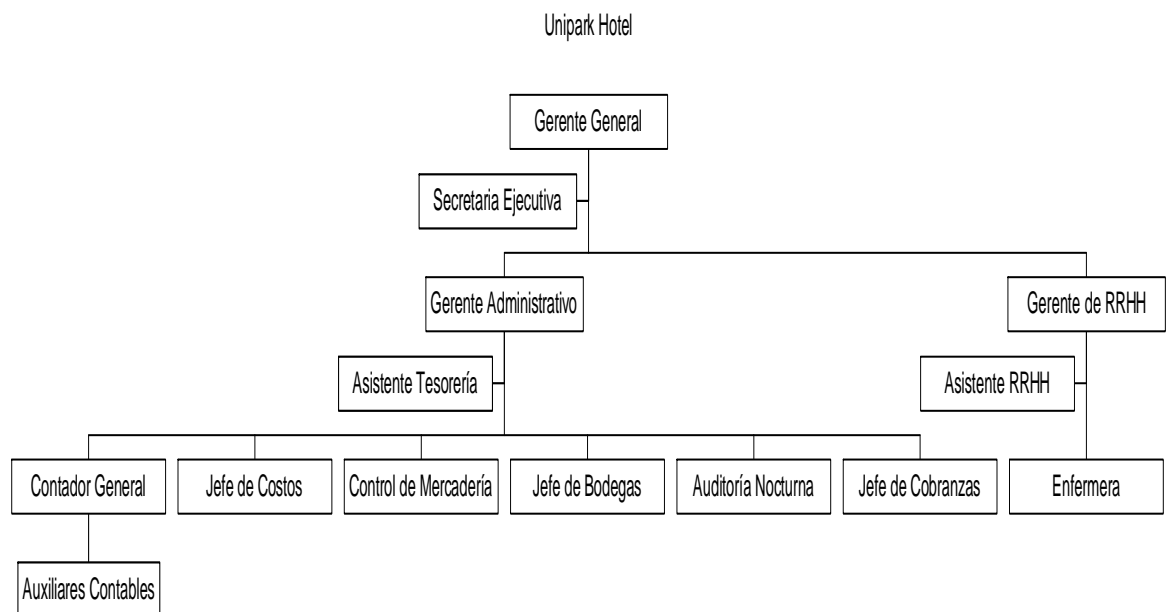 Unipark Hotel
Gerente General
Secretaria Ejecutiva
Gerente Administrativo
Gerente de RRHH
Asistente Tesorería
Asistente RRHH
Contador General
Jefe de Costos
Control de Mercadería
Jefe de Bodegas
Auditoría Nocturna
Jefe de Cobranzas
Enfermera
Auxiliares Contables